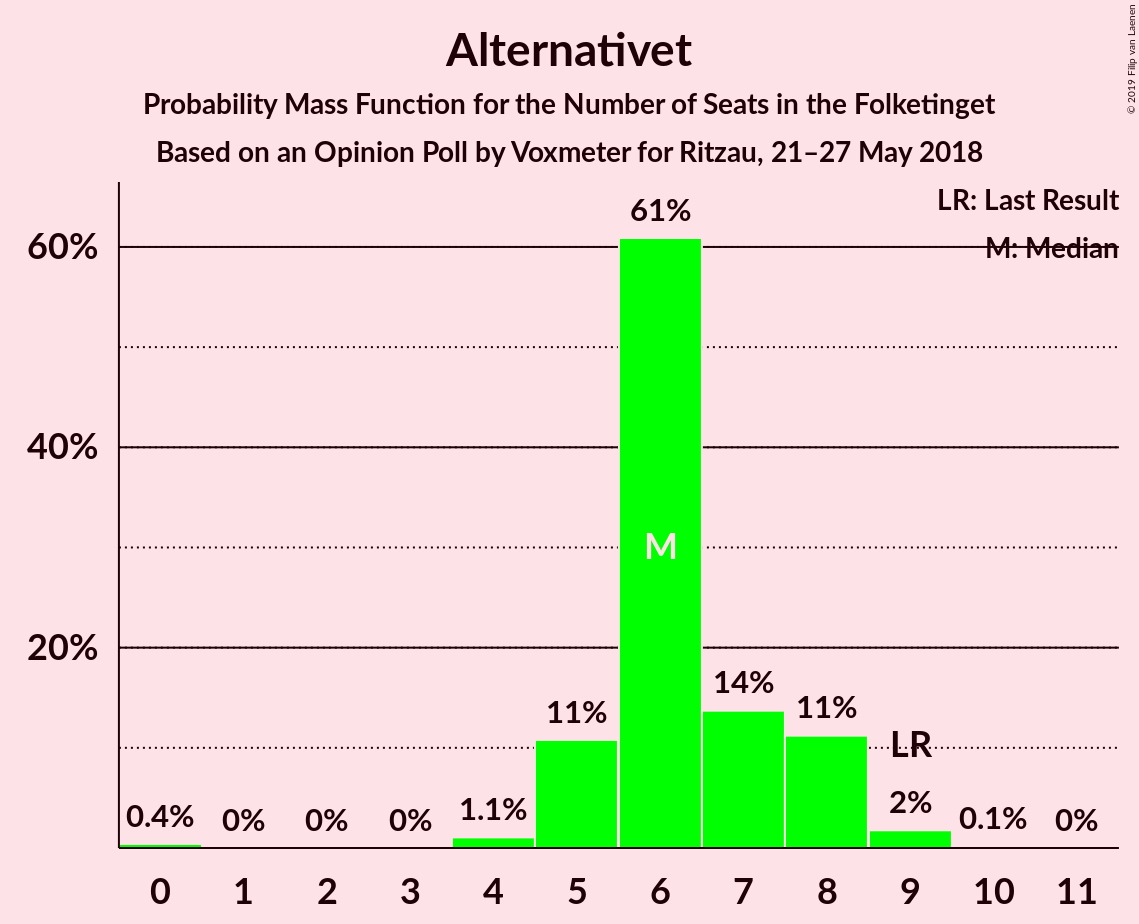 Alternativet
Probability Mass Function for the Number of Seats in the Folketinget
Based on an Opinion Poll by Voxmeter for Ritzau, 21–27 May 2018
© 2019 Filip van Laenen
LR: Last Result
M: Median
60%
40%
20%
0.4%
0%
0%
0%
1.1%
11%
61%
M
14%
11%
LR
2%
0.1%
0%
0 1 2 3 4 5 6 7 8 9 10 11